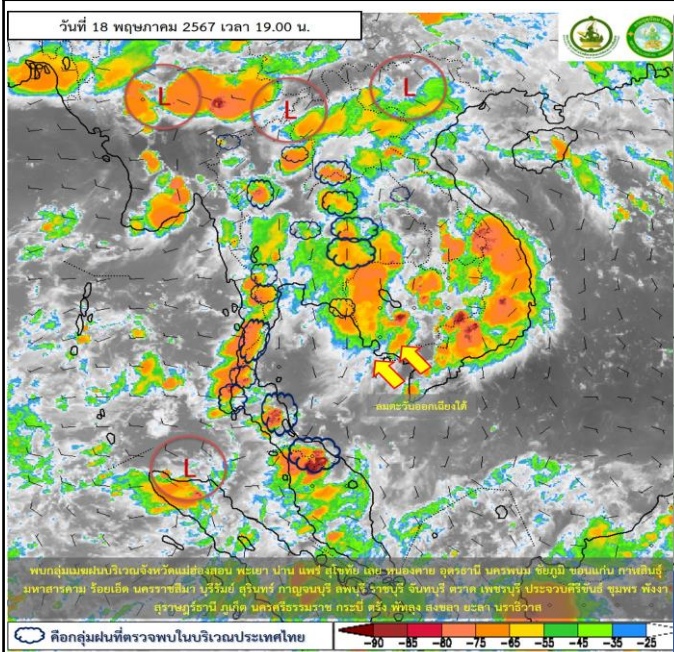 วันที่ 18 พฤษภาคม 2567 เวลา 19.00 น.
L
L
L
ลมตะวันออกเฉียงใต้
L
พบกลุ่มเมฆฝนบริเวณจังหวัดแม่ฮ่องสอน พะเยา น่าน แพร่ สุโขทัย เลย หนองคาย อุดรธานี นครพนม ชัยภูมิ ขอนแก่น กาฬสินธุ์
มหาสารคาม ร้อยเอ็ด นครราชสีมา บุรีรัมย์ สุรินทร์ กาญจนบุรี ลพบุรี ราชบุรี จันทบุรี ตราด เพชรบุรี ประจวบคีรีขันธ์ ชุมพร พังงา
สุราษฎร์ธานี ภูเก็ต นครศรีธรรมราช กระบี่ ตรัง พัทลุง สงขลา ยะลา นราธิวาส
คือกลุ่มฝนที่ตรวจพบในบริเวณประเทศไทย
-90 -85 -80 -75 -65 -55 -45 -35 -25